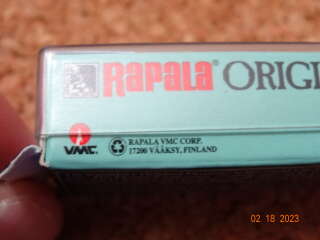 RAPALA® ORIGI
VMC.
RAPALA VMC CORP.
17200 VÄÄKSY, FINLAND
02 18 2023